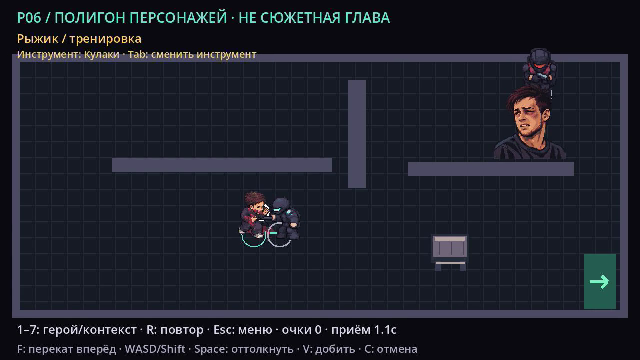 P06 / ПОЛИГОН ПЕРСОНАЖЕЙ · НЕ СЮЖЕТНАЯ ГЛАВА
Рыжик / тренировка
Инструмент: Кулаки · Tab: сменить инструмент
1–7: герой/контекст · R: повтор · Esc: меню · очки 0 · приём 1.1с
F: перекат вперёд · WASD/Shift · Space: оттолкнуть · V: добить · C: отмена